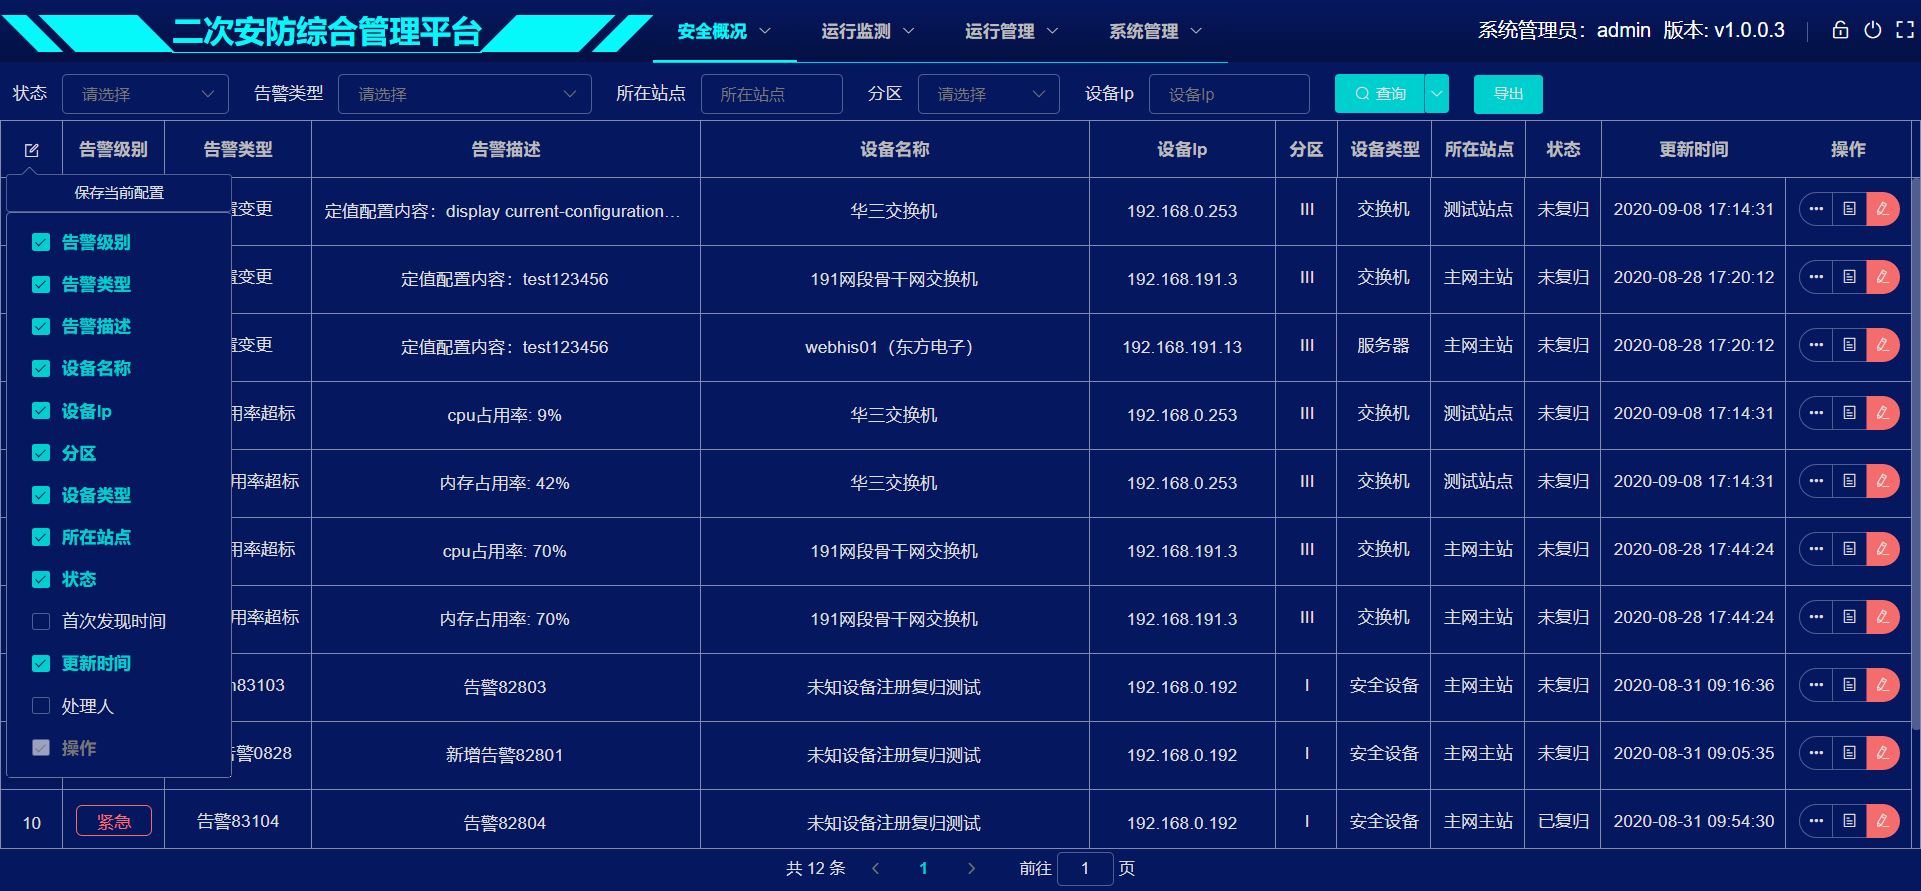 二次安防综合管理平台
安全概况
运行监测
运行管理
系统管理
系统管理员：admin 版本: v1.0.0.3
状态 请选择 告警类型 请选择 所在站点 所在站点 分区 请选择 设备Ip 设备Ip 查询 导出
告警级别 告警类型 告警描述 设备名称 设备Ip 分区 设备类型 所在站点 状态 更新时间 操作
保存当前配置
告警级别
告警类型
告警描述
设备名称
设备Ip
分区
设备类型
所在站点
状态
首次发现时间
更新时间
处理人
操作
变更 定值配置内容：display current-configuration... 华三交换机 192.168.0.253 III 交换机 测试站点 未复归 2020-09-08 17:14:31
变更 定值配置内容：test123456 191网段骨干网交换机 192.168.191.3 III 交换机 主网主站 未复归 2020-08-28 17:20:12
变更 定值配置内容：test123456 webhis01（东方电子） 192.168.191.13 III 服务器 主网主站 未复归 2020-08-28 17:20:12
用率超标 cpu占用率: 9% 华三交换机 192.168.0.253 III 交换机 测试站点 未复归 2020-09-08 17:14:31
用率超标 内存占用率: 42% 华三交换机 192.168.0.253 III 交换机 测试站点 未复归 2020-09-08 17:14:31
用率超标 cpu占用率: 70% 191网段骨干网交换机 192.168.191.3 III 交换机 主网主站 未复归 2020-08-28 17:44:24
用率超标 内存占用率: 70% 191网段骨干网交换机 192.168.191.3 III 交换机 主网主站 未复归 2020-08-28 17:44:24
83103 告警82803 未知设备注册复归测试 192.168.0.192 I 安全设备 主网主站 未复归 2020-08-31 09:16:36
警0828 新增告警82801 未知设备注册复归测试 192.168.0.192 I 安全设备 主网主站 未复归 2020-08-31 09:05:35
10 紧急 告警83104 告警82804 未知设备注册复归测试 192.168.0.192 I 安全设备 主网主站 已复归 2020-08-31 09:54:30
共 12 条 1 前往 1 页